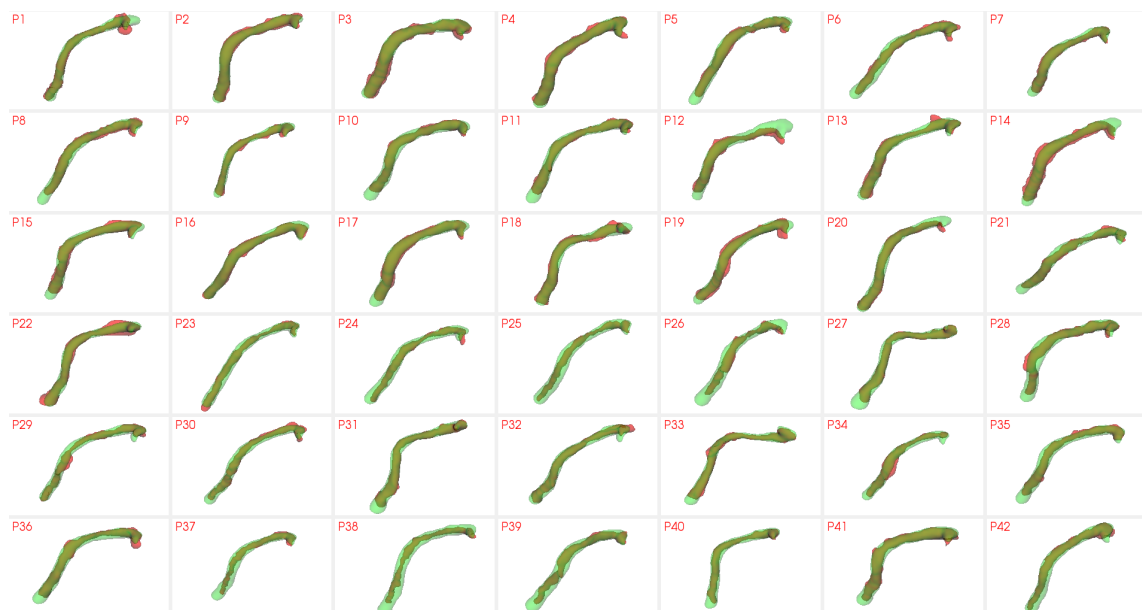 P1 P2 P3 P4 P5 P6 P7
P8 P9 P10 P11 P12 P13 P14
P15 P16 P17 P18 P19 P20 P21
P22 P23 P24 P25 P26 P27 P28
P29 P30 P31 P32 P33 P34 P35
P36 P37 P38 P39 P40 P41 P42